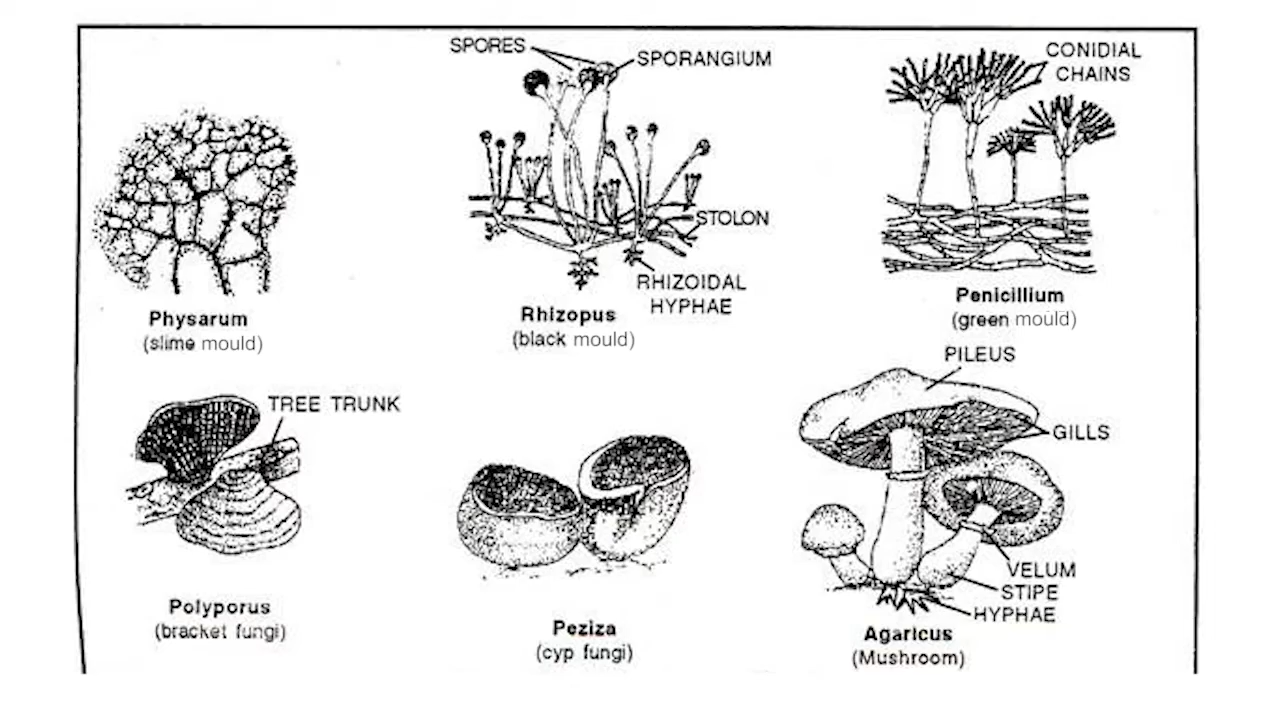 SPORES
SPORANGIUM
CONIDIAL
CHAINS
STOLON
RHIZOIDAL
HYPHAE
Physarum
(slime mould)
Rhizopus
(black mould)
Penicillium
(green mould)
PILEUS
TREE TRUNK
GILLS
VELUM
STIPE
HYPHAE
Polyporus
(bracket fungi)
Peziza
(cyp fungi)
Agaricus
(Mushroom)